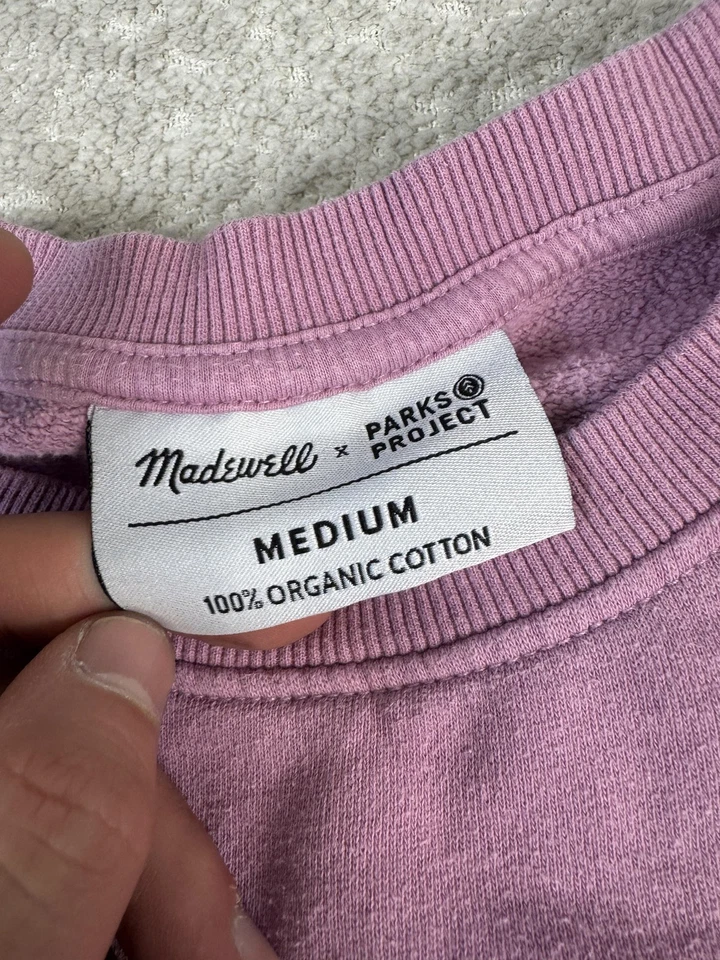 Madewell x PARKS PROJECT
MEDIUM
100% ORGANIC COTTON